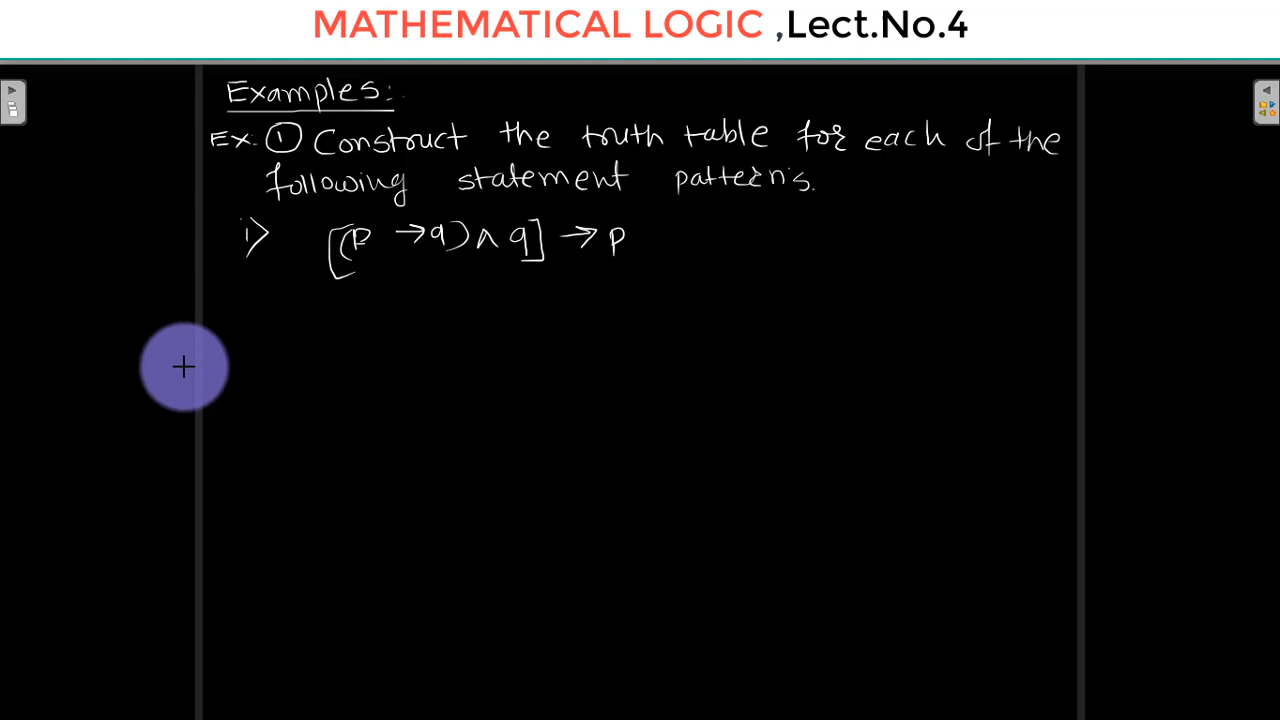 MATHEMATICAL LOGIC ,Lect.No.4
Examples:
Ex. ① Construct the truth table for each of the
following statement patterns.
i) [(p → q) ∧ q] → p